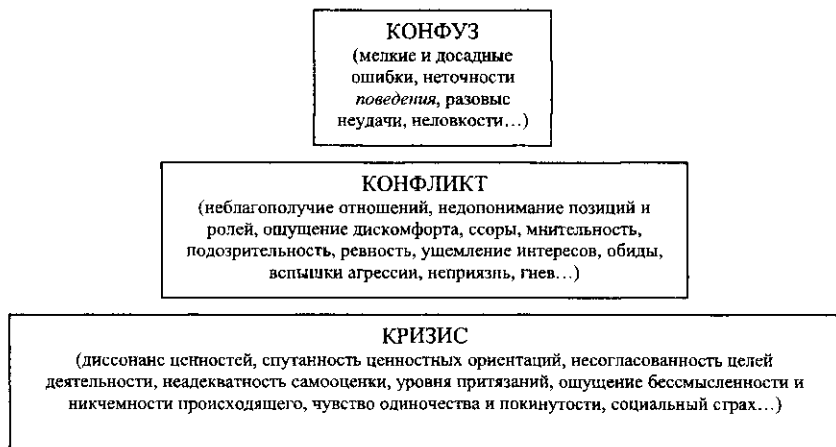 КОНФУЗ
(мелкие и досадные
ошибки, неточности
поведения, разовые
неудачи, неловкости...)
КОНФЛИКТ
(неблагополучие отношений, недопонимание позиций и
ролей, ощущение дискомфорта, ссоры, мнительность,
подозрительность, ревность, ущемление интересов, обиды,
вспышки агрессии, неприязнь, гнев...)
КРИЗИС
(диссонанс ценностей, спутанность ценностных ориентаций, несогласованность целей
деятельности, неадекватность самооценки, уровня притязаний, ощущение бессмысленности и
никчемности происходящего, чувство одиночества и покинутости, социальный страх...)